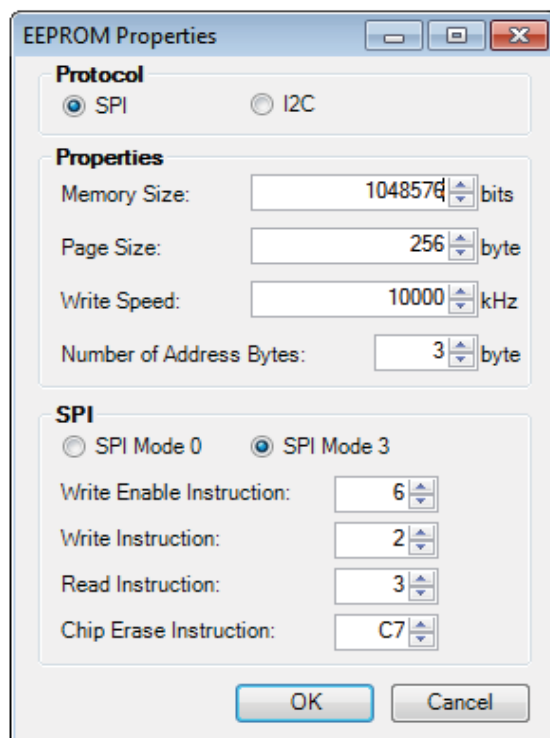 EEPROM Properties
Protocol
SPI I2C
Properties
Memory Size: 1048576 bits
Page Size: 256 byte
Write Speed: 10000 kHz
Number of Address Bytes: 3 byte
SPI
SPI Mode 0 SPI Mode 3
Write Enable Instruction: 6
Write Instruction: 2
Read Instruction: 3
Chip Erase Instruction: C7
OK Cancel